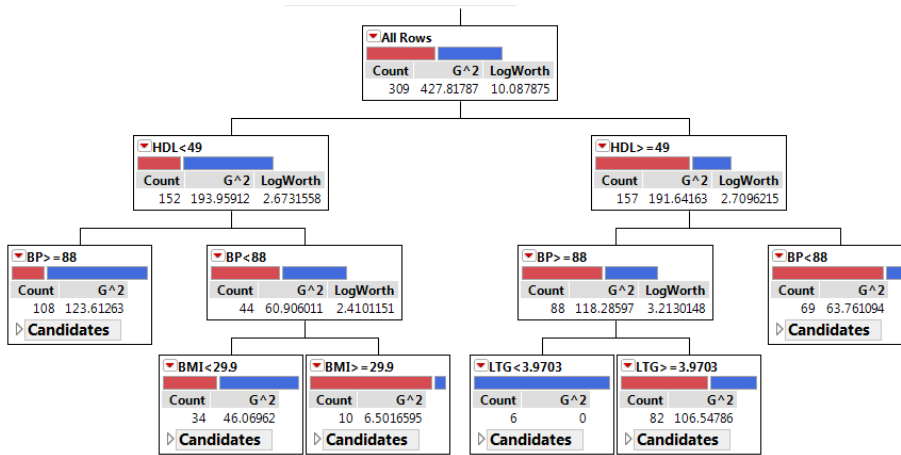 All Rows
Count G^2 LogWorth
309 427.81787 10.087875
HDL<49
Count G^2 LogWorth
152 193.95912 2.6731558
HDL>=49
Count G^2 LogWorth
157 191.64163 2.7096215
BP>=88
Count G^2
108 123.61263
Candidates
BP<88
Count G^2 LogWorth
44 60.906011 2.4101151
BP>=88
Count G^2 LogWorth
88 118.28597 3.2130148
BP<88
Count G^2
69 63.761094
Candidates
BMI<29.9
Count G^2
34 46.06962
Candidates
BMI>=29.9
Count G^2
10 6.5016595
Candidates
LTG<3.9703
Count G^2
6 0
Candidates
LTG>=3.9703
Count G^2
82 106.54786
Candidates